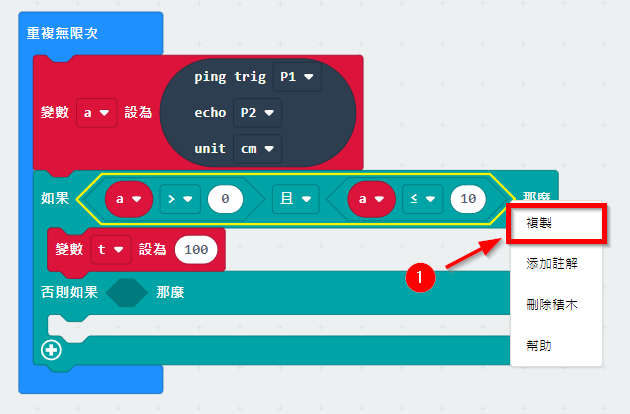 重複無限次
ping trig P1
變數 a 設為 echo P2
unit cm
如果 a > 0 且 a ≤ 10 那麼
複製
變數 t 設為 100
1
添加註解
否則如果 那麼
刪除積木
幫助